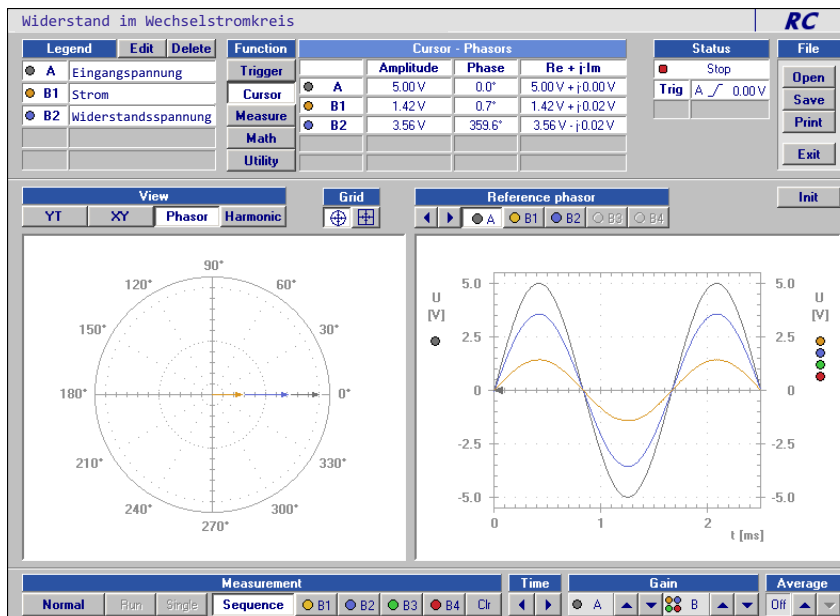 Widerstand im Wechselstromkreis
RC
Legend Edit Delete
A Eingangspannung
B1 Strom
B2 Widerstandsspannung
Function
Trigger
Cursor
Measure
Math
Utility
Cursor - Phasors
Amplitude Phase Re + j·Im
A 5.00 V 0.0° 5.00 V + j 0.00 V
B1 1.42 V 0.7° 1.42 V + j 0.02 V
B2 3.56 V 359.6° 3.56 V - j 0.02 V
Status
Stop
Trig A 0.00 V
File
Open
Save
Print
Exit
View
YT XY Phasor Harmonic
Grid
Reference phasor
A B1 B2 B3 B4
Init
90°
120° 60°
150° 30°
180° 0°
210° 330°
240° 300°
270°
5.0 5.0
U U
[V] [V]
2.5 2.5
0 0
-2.5 -2.5
-5.0 -5.0
0 1 2
t [ms]
Measurement
Normal Run Single Sequence B1 B2 B3 B4 Clr
Time
Gain
A B
Average
Off